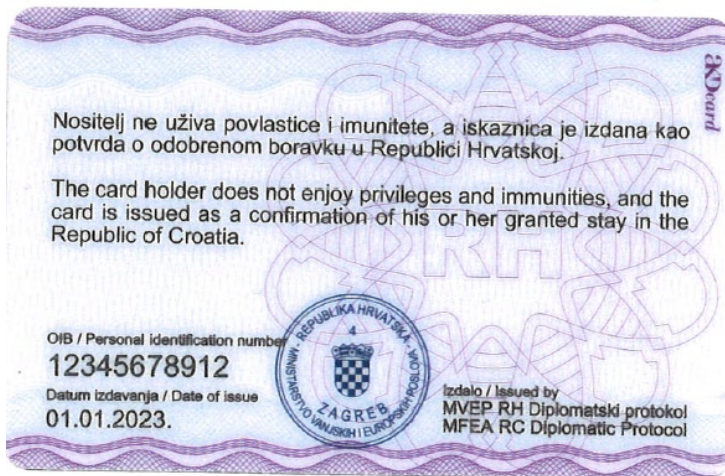 AKDcard
Nositelj ne uživa povlastice i imunitete, a iskaznica je izdana kao
potvrda o odobrenom boravku u Republici Hrvatskoj.
The card holder does not enjoy privileges and immunities, and the
card is issued as a confirmation of his or her granted stay in the
Republic of Croatia.
RH
OIB / Personal identification number
12345678912
Datum izdavanja / Date of issue
01.01.2023.
REPUBLIKA HRVATSKA
4
MINISTARSTVO VANJSKIH I EUROPSKIH POSLOVA
ZAGREB
Izdalo / Issued by
MVEP RH Diplomatski protokol
MFEA RC Diplomatic Protocol